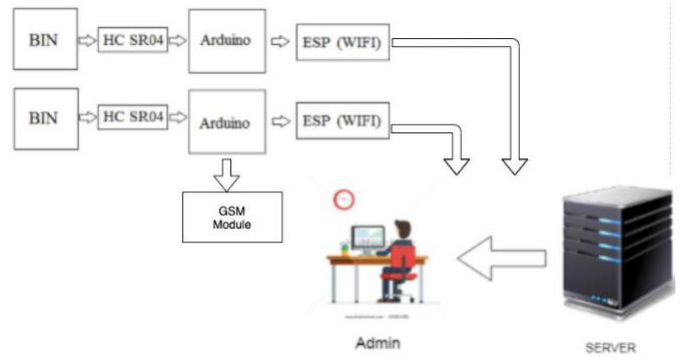 BIN
HC SR04
Arduino
ESP (WIFI)
BIN
HC SR04
Arduino
ESP (WIFI)
GSM
Module
Admin
SERVER